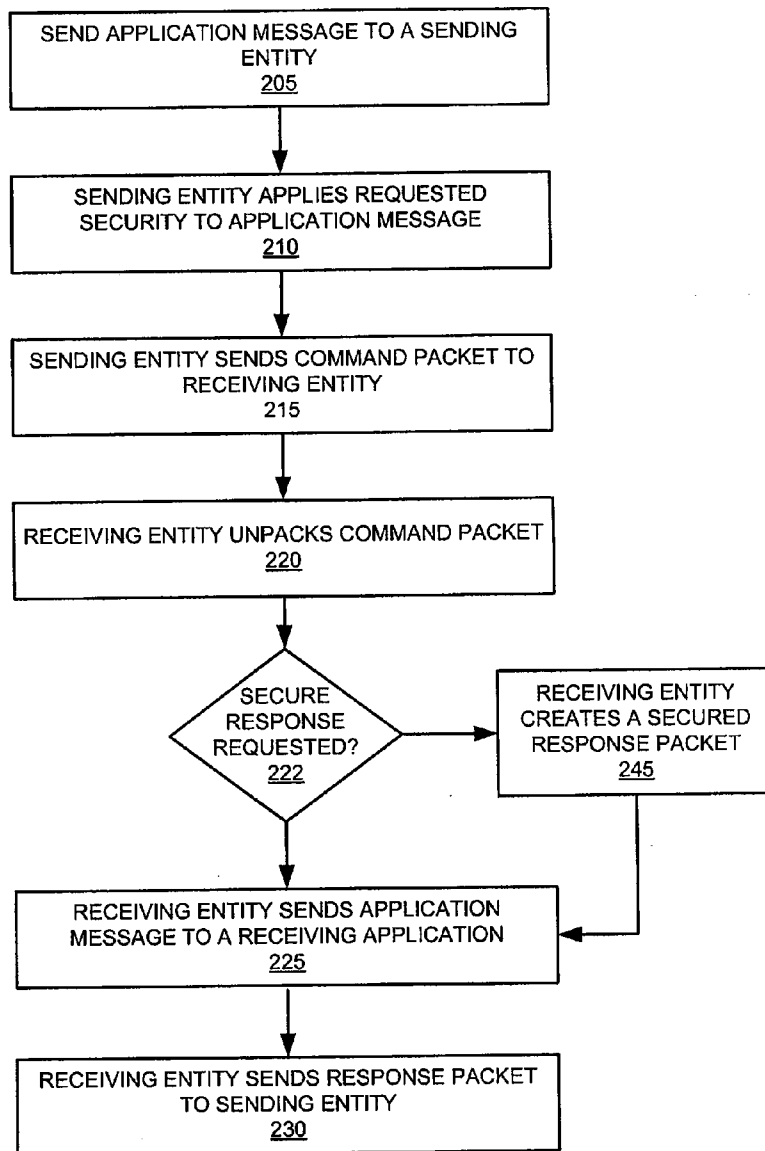 SEND APPLICATION MESSAGE TO A SENDING
ENTITY
205
SENDING ENTITY APPLIES REQUESTED
SECURITY TO APPLICATION MESSAGE
210
SENDING ENTITY SENDS COMMAND PACKET TO
RECEIVING ENTITY
215
RECEIVING ENTITY UNPACKS COMMAND PACKET
220
SECURE
RESPONSE
REQUESTED?
222
RECEIVING ENTITY
CREATES A SECURED
RESPONSE PACKET
245
RECEIVING ENTITY SENDS APPLICATION
MESSAGE TO A RECEIVING APPLICATION
225
RECEIVING ENTITY SENDS RESPONSE PACKET
TO SENDING ENTITY
230